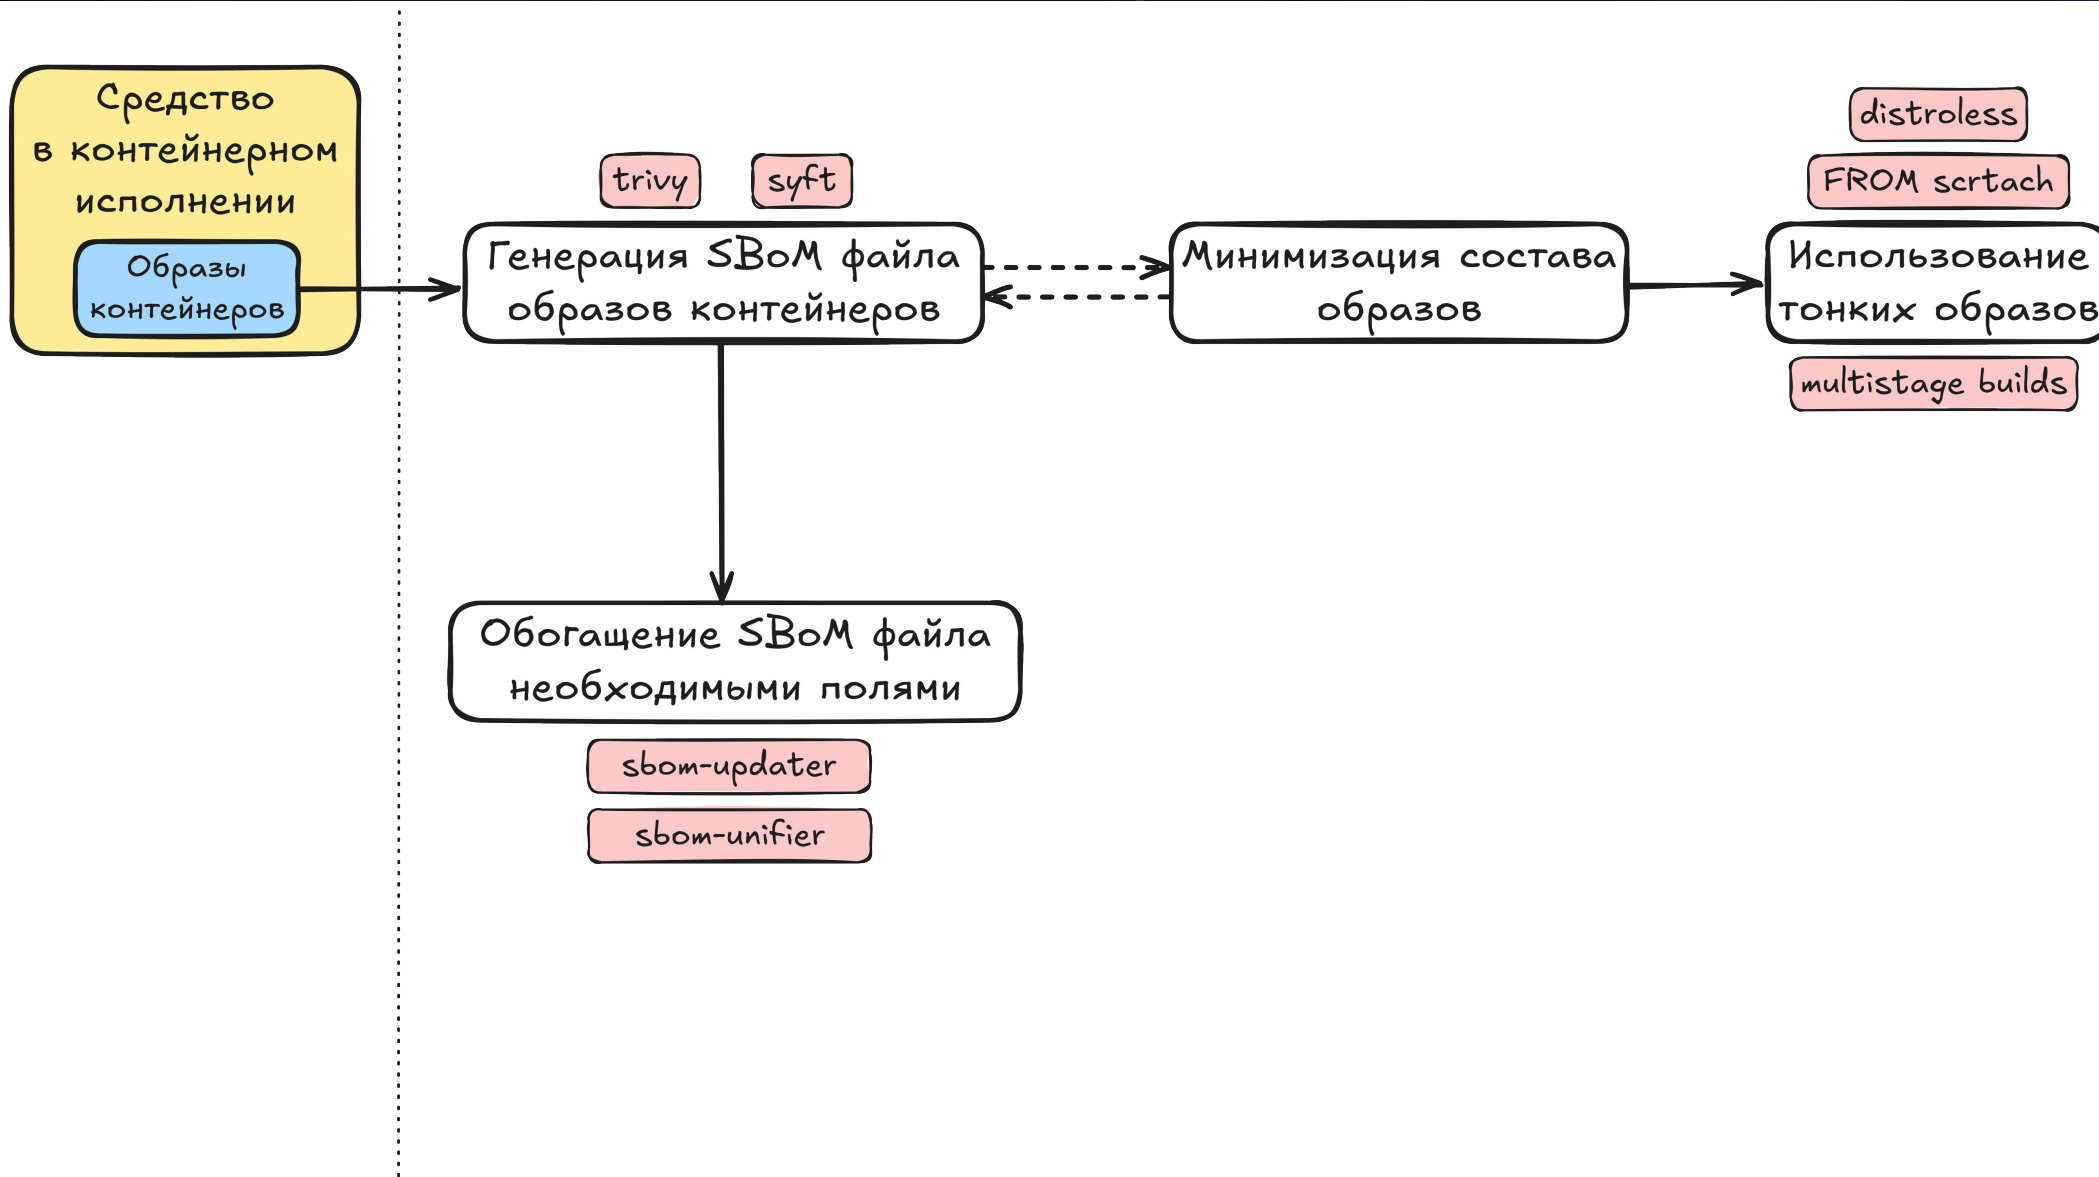 Средство
в контейнерном
исполнении
Образы
контейнеров
trivy
syft
Генерация SBoM файла
образов контейнеров
Минимизация состава
образов
distroless
FROM scrtach
Использование
тонких образов
multistage builds
Обогащение SBoM файла
необходимыми полями
sbom-updater
sbom-unifier